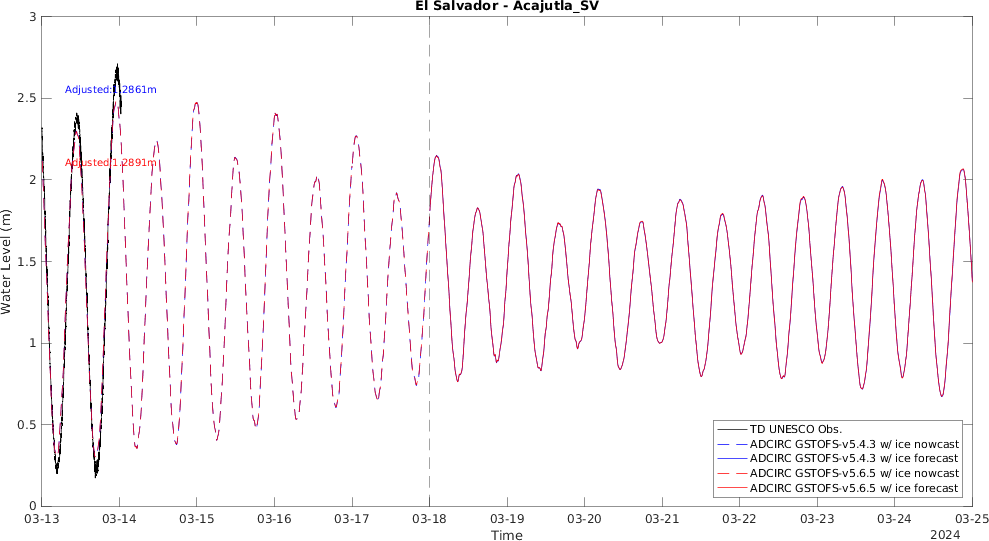 El Salvador - Acajutla_SV
3
2.5
2
1.5
1
0.5
0
Water Level (m)
Adjusted:1.2861m
Adjusted:1.2891m
TD UNESCO Obs.
ADCIRC GSTOFS-v5.4.3 w/ ice nowcast
ADCIRC GSTOFS-v5.4.3 w/ ice forecast
ADCIRC GSTOFS-v5.6.5 w/ ice nowcast
ADCIRC GSTOFS-v5.6.5 w/ ice forecast
03-13 03-14 03-15 03-16 03-17 03-18 03-19 03-20 03-21 03-22 03-23 03-24 03-25
Time
2024